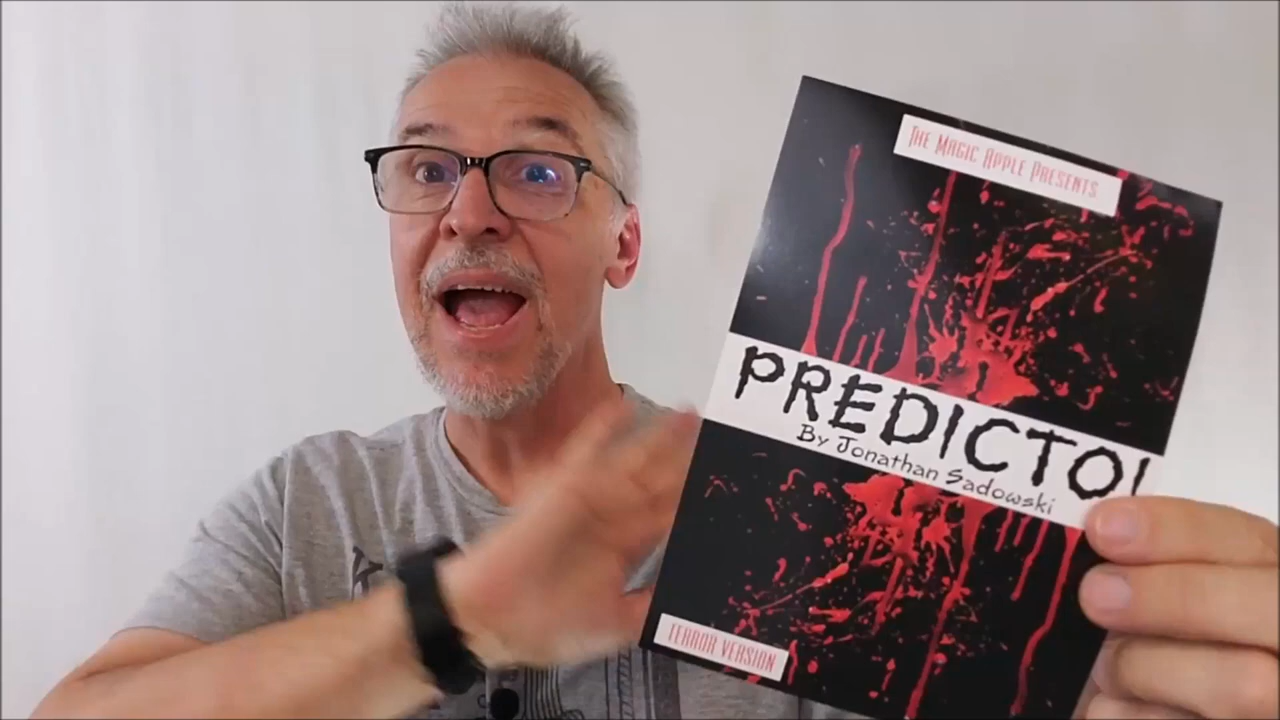 THE MAGIC APPLE PRESENTS
PREDICTO!
By Jonathan Sadowski
TERROR VERSION